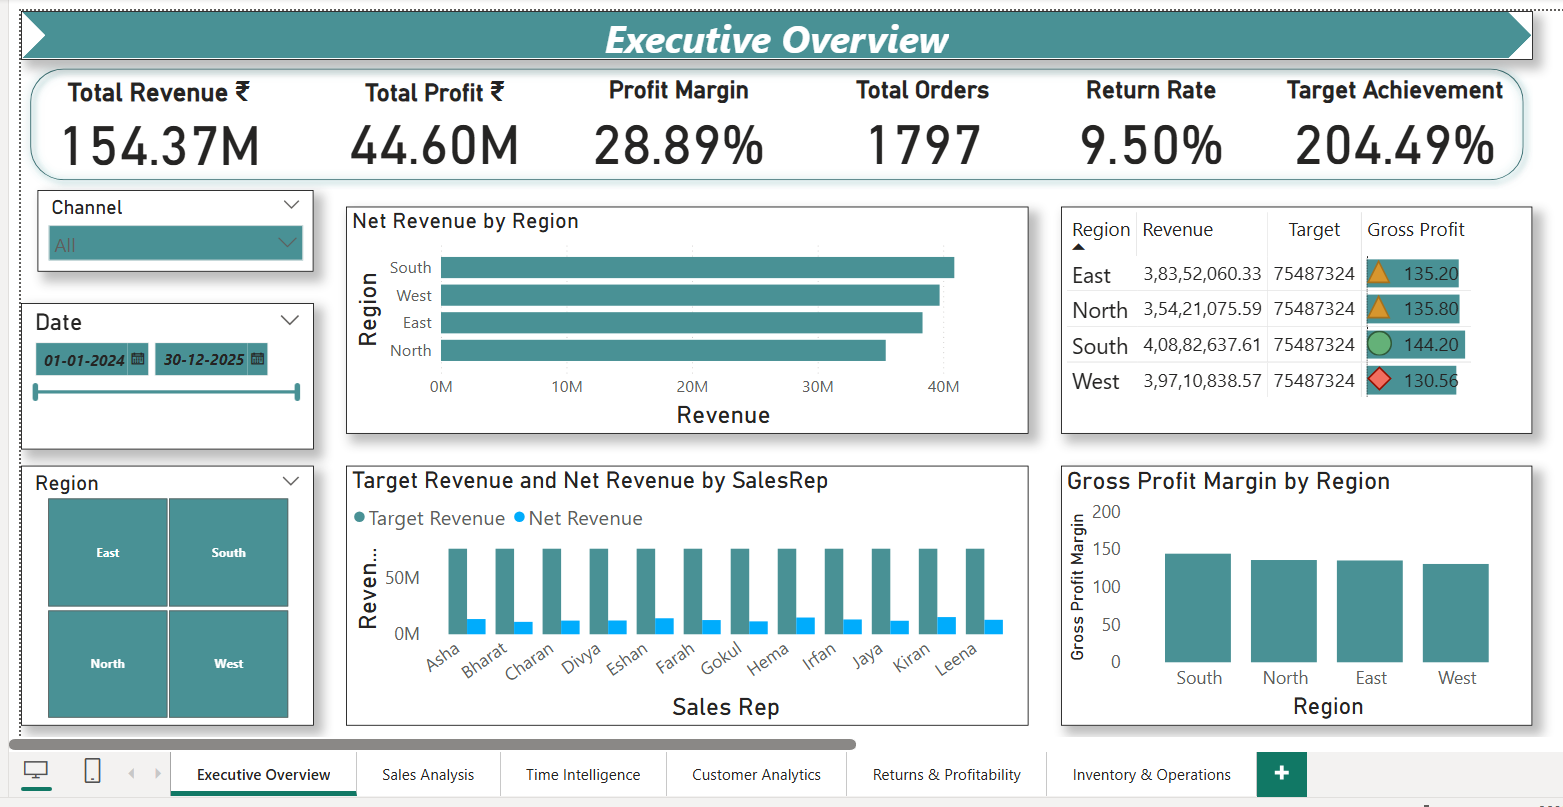 Executive Overview
Total Revenue ₹
Total Profit ₹
Profit Margin
Total Orders
Return Rate
Target Achievement
154.37M
44.60M
28.89%
1797
9.50%
204.49%
Channel
All
Date
01-01-2024
30-12-2025
Region
East
South
North
West
Net Revenue by Region
Region
South
West
East
North
0M 10M 20M 30M 40M
Revenue
Region Revenue Target Gross Profit
East 3,83,52,060.33 75487324 135.20
North 3,54,21,075.59 75487324 135.80
South 4,08,82,637.61 75487324 144.20
West 3,97,10,838.57 75487324 130.56
Target Revenue and Net Revenue by SalesRep
Target Revenue Net Revenue
Reven...
50M
0M
Asha Bharat Charan Divya Eshan Farah Gokul Hema Irfan Jaya Kiran Leena
Sales Rep
Gross Profit Margin by Region
Gross Profit Margin
200
150
100
50
0
South North East West
Region
Executive Overview
Sales Analysis
Time Intelligence
Customer Analytics
Returns & Profitability
Inventory & Operations
+